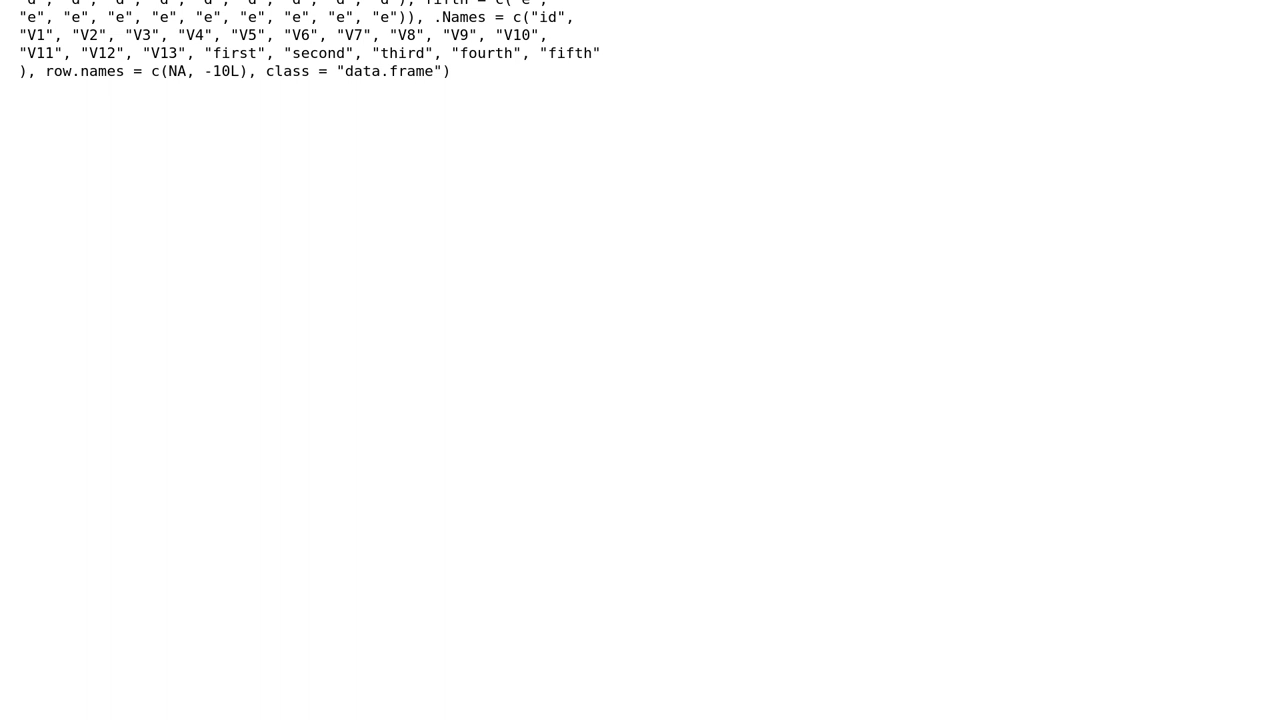 "d", "d", "d", "d", "d", "d", "d", "d", "d"), fifth = c("e",
"e", "e", "e", "e", "e", "e", "e", "e", "e")), .Names = c("id",
"V1", "V2", "V3", "V4", "V5", "V6", "V7", "V8", "V9", "V10",
"V11", "V12", "V13", "first", "second", "third", "fourth", "fifth"
), row.names = c(NA, -10L), class = "data.frame")